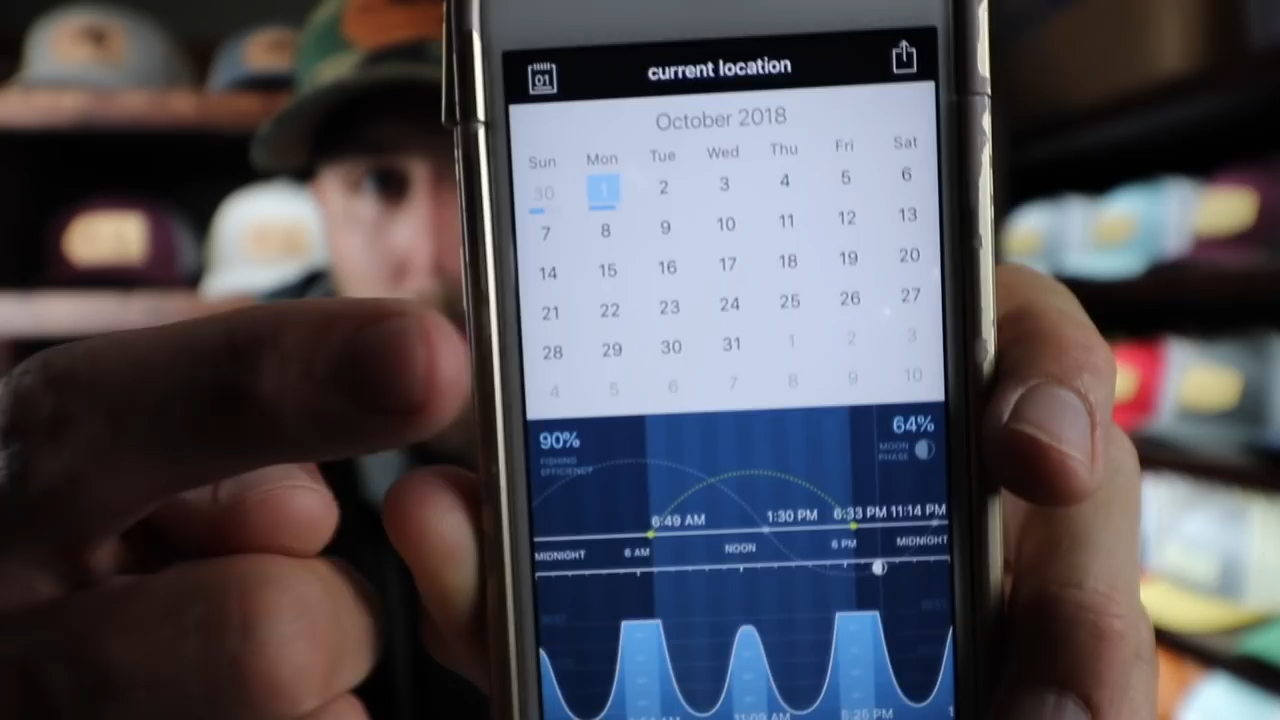 01
current location
October 2018
Sun Mon Tue Wed Thu Fri Sat
30 1 2 3 4 5 6
7 8 9 10 11 12 13
14 15 16 17 18 19 20
21 22 23 24 25 26 27
28 29 30 31 1 2 3
4 5 6 7 8 9 10
90% 64%
FISHING MOON
EFFICIENCY PHASE
6:49 AM 1:30 PM 6:33 PM 11:14 PM
MIDNIGHT 6 AM NOON 6 PM MIDNIGHT